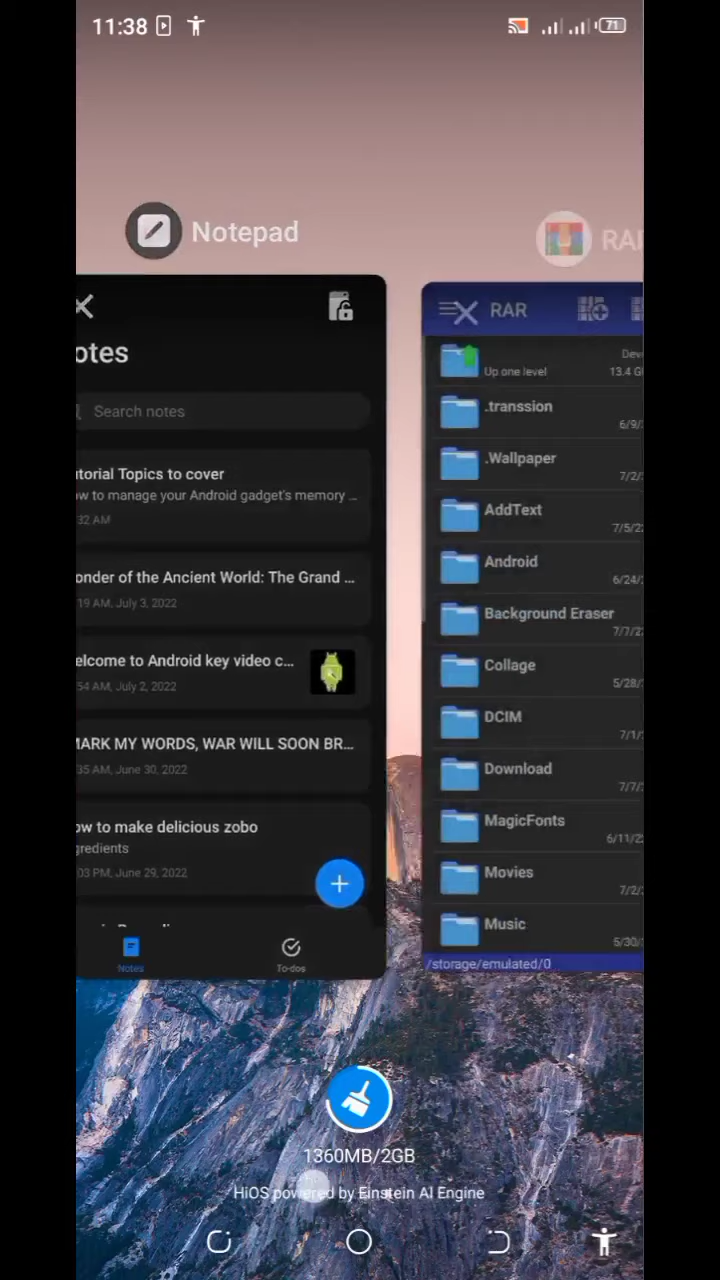 11:38
71
Notepad
RAR
otes
Search notes
utorial Topics to cover
ow to manage your Android gadget's memory ...
32 AM
onder of the Ancient World: The Grand ...
19 AM, July 3, 2022
elcome to Android key video c...
54 AM, July 2, 2022
MARK MY WORDS, WAR WILL SOON BR...
35 AM, June 30, 2022
ow to make delicious zobo
gredients
03 PM, June 29, 2022
Notes
To-dos
RAR
Up one level
Dev
13.4 G
.transsion
6/9/
.Wallpaper
7/2/
AddText
7/5/2
Android
6/24/
Background Eraser
7/7/2
Collage
5/28/
DCIM
7/1/
Download
7/7/
MagicFonts
6/11/2
Movies
7/2/
Music
5/30/
/storage/emulated/0
1360MB/2GB
HiOS powered by Einstein AI Engine